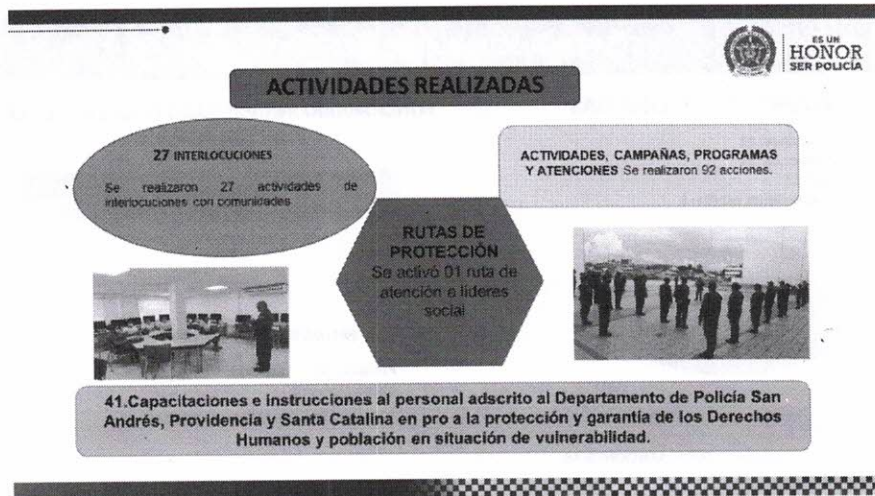 ES UN
HONOR
SER POLICÍA
ACTIVIDADES REALIZADAS
27 INTERLOCUCIONES
Se realizaron 27 actividades de
interlocuciones con comunidades
ACTIVIDADES, CAMPAÑAS, PROGRAMAS
Y ATENCIONES Se realizaron 92 acciones.
RUTAS DE
PROTECCIÓN
Se activó 01 ruta de
atención a lideres
social
41.Capacitaciones e instrucciones al personal adscrito al Departamento de Policía San
Andrés, Providencia y Santa Catalina en pro a la protección y garantía de los Derechos
Humanos y población en situación de vulnerabilidad.